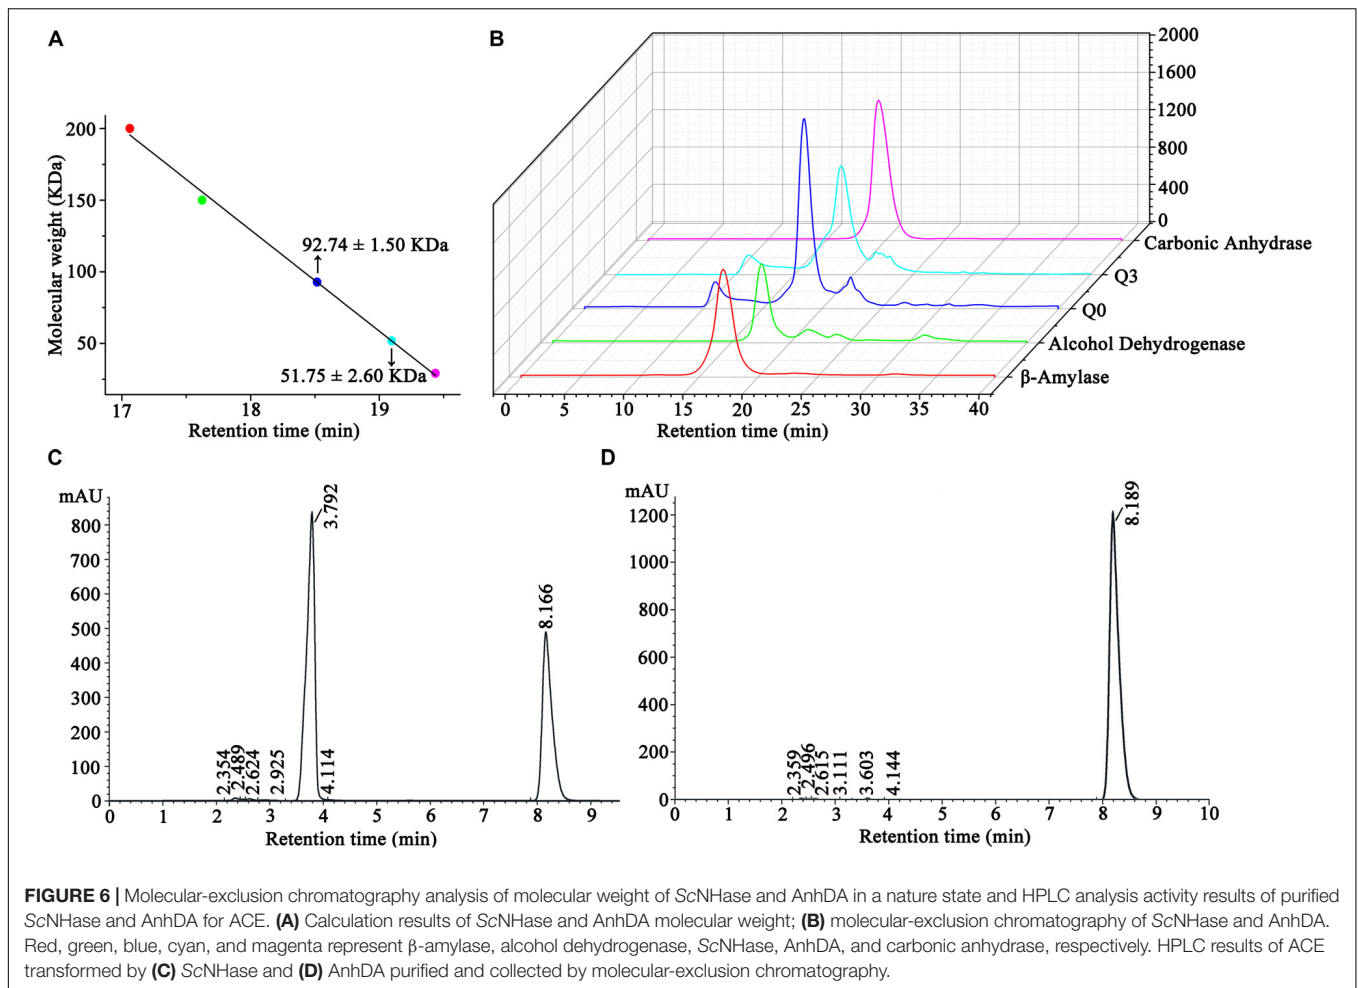 A
Molecular weight (KDa)
200
150
100
50
92.74 ± 1.50 KDa
51.75 ± 2.60 KDa
17 18 19
Retention time (min)
B
2000
1600
1200
800
400
0
Carbonic Anhydrase
Q3
Q0
Alcohol Dehydrogenase
β-Amylase
0 5 10 15 20 25 30 35 40
Retention time (min)
C
mAU
800
700
600
500
400
300
200
100
0
2.354
2.489
2.624
2.925
3.792
4.114
8.166
0 1 2 3 4 5 6 7 8 9
Retention time (min)
D
mAU
1200
1000
800
600
400
200
0
2.359
2.496
2.615
3.111
3.603
4.144
8.189
0 1 2 3 4 5 6 7 8 9 10
Retention time (min)
FIGURE 6 | Molecular-exclusion chromatography analysis of molecular weight of ScNHase and AnhDA in a nature state and HPLC analysis activity results of purified
ScNHase and AnhDA for ACE. (A) Calculation results of ScNHase and AnhDA molecular weight; (B) molecular-exclusion chromatography of ScNHase and AnhDA.
Red, green, blue, cyan, and magenta represent β-amylase, alcohol dehydrogenase, ScNHase, AnhDA, and carbonic anhydrase, respectively. HPLC results of ACE
transformed by (C) ScNHase and (D) AnhDA purified and collected by molecular-exclusion chromatography.